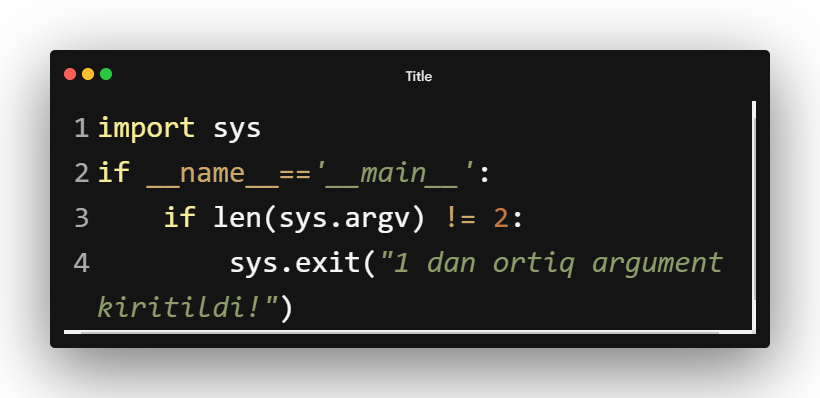 Title
1 import sys
2 if __name__=='__main__':
3     if len(sys.argv) != 2:
4         sys.exit("1 dan ortiq argument
kiritildi!")